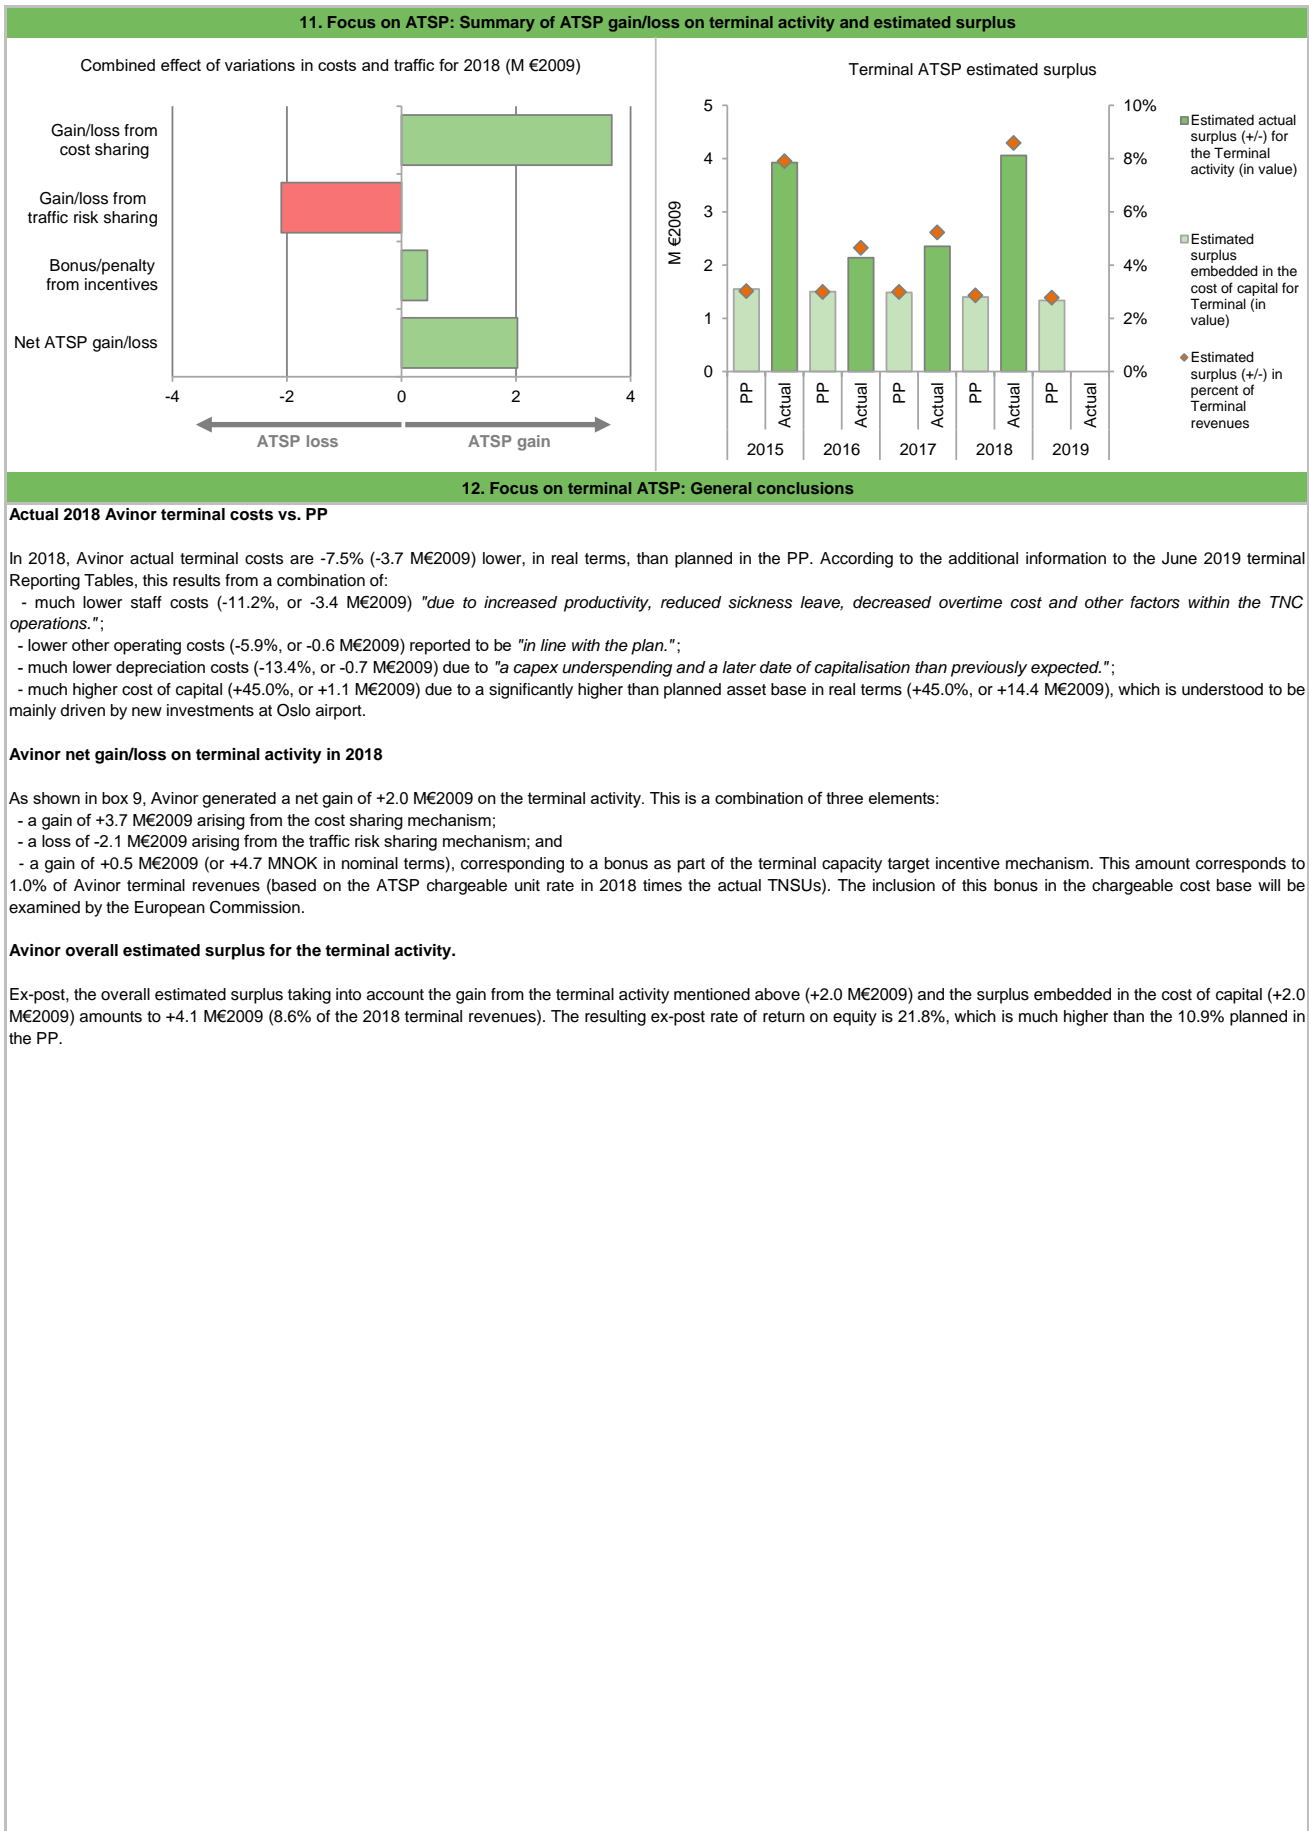 11. Focus on ATSP: Summary of ATSP gain/loss on terminal activity and estimated surplus
Combined effect of variations in costs and traffic for 2018 (M €2009)
Gain/loss from
cost sharing
Gain/loss from
traffic risk sharing
Bonus/penalty
from incentives
Net ATSP gain/loss
-4
-2
0
2
4
ATSP loss
ATSP gain
Terminal ATSP estimated surplus
M €2009
5
4
3
2
1
0
10%
8%
6%
4%
2%
0%
PP
Actual
PP
Actual
PP
Actual
PP
Actual
PP
Actual
2015
2016
2017
2018
2019
Estimated actual
surplus (+/-) for
the Terminal
activity (in value)
Estimated
surplus
embedded in the
cost of capital for
Terminal (in
value)
Estimated
surplus (+/-) in
percent of
Terminal
revenues
12. Focus on terminal ATSP: General conclusions
Actual 2018 Avinor terminal costs vs. PP
In 2018, Avinor actual terminal costs are -7.5% (-3.7 M€2009) lower, in real terms, than planned in the PP. According to the additional information to the June 2019 terminal
Reporting Tables, this results from a combination of:
- much lower staff costs (-11.2%, or -3.4 M€2009) "due to increased productivity, reduced sickness leave, decreased overtime cost and other factors within the TNC
operations.";
- lower other operating costs (-5.9%, or -0.6 M€2009) reported to be "in line with the plan.";
- much lower depreciation costs (-13.4%, or -0.7 M€2009) due to "a capex underspending and a later date of capitalisation than previously expected.";
- much higher cost of capital (+45.0%, or +1.1 M€2009) due to a significantly higher than planned asset base in real terms (+45.0%, or +14.4 M€2009), which is understood to be
mainly driven by new investments at Oslo airport.
Avinor net gain/loss on terminal activity in 2018
As shown in box 9, Avinor generated a net gain of +2.0 M€2009 on the terminal activity. This is a combination of three elements:
- a gain of +3.7 M€2009 arising from the cost sharing mechanism;
- a loss of -2.1 M€2009 arising from the traffic risk sharing mechanism; and
- a gain of +0.5 M€2009 (or +4.7 MNOK in nominal terms), corresponding to a bonus as part of the terminal capacity target incentive mechanism. This amount corresponds to
1.0% of Avinor terminal revenues (based on the ATSP chargeable unit rate in 2018 times the actual TNSUs). The inclusion of this bonus in the chargeable cost base will be
examined by the European Commission.
Avinor overall estimated surplus for the terminal activity.
Ex-post, the overall estimated surplus taking into account the gain from the terminal activity mentioned above (+2.0 M€2009) and the surplus embedded in the cost of capital (+2.0
M€2009) amounts to +4.1 M€2009 (8.6% of the 2018 terminal revenues). The resulting ex-post rate of return on equity is 21.8%, which is much higher than the 10.9% planned in
the PP.